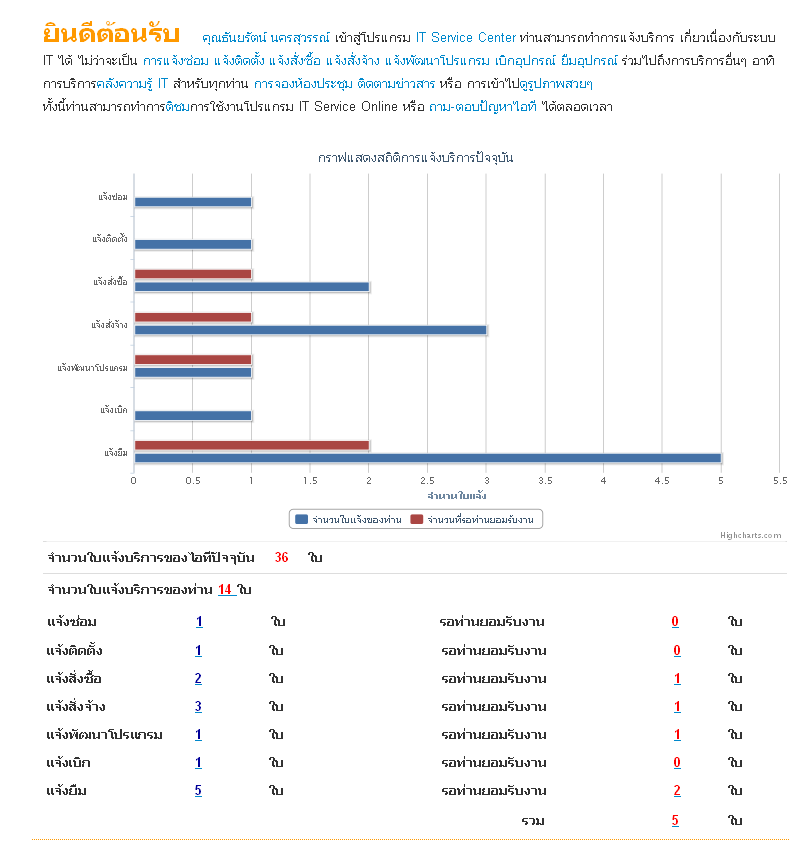 ยินดีต้อนรับ คุณธันยรัตน์ นครสุวรรณ์ เข้าสู่โปรแกรม IT Service Center ท่านสามารถทำการแจ้งบริการ เกี่ยวเนื่องกับระบบ
IT ได้ ไม่ว่าจะเป็น การแจ้งซ่อม แจ้งติดตั้ง แจ้งสั่งซื้อ แจ้งสั่งจ้าง แจ้งพัฒนาโปรแกรม เบิกอุปกรณ์ ยืมอุปกรณ์ ร่วมไปถึงการบริการอื่นๆ อาทิ
การบริการคลังความรู้ IT สำหรับทุกท่าน การจองห้องประชุม ติดตามข่าวสาร หรือ การเข้าไปดูรูปภาพสวยๆ
ทั้งนี้ท่านสามารถทำการติชมการใช้งานโปรแกรม IT Service Online หรือ ถาม-ตอบปัญหาไอที ได้ตลอดเวลา
กราฟแสดงสถิติการแจ้งบริการปัจจุบัน
แจ้งซ่อม
แจ้งติดตั้ง
แจ้งสั่งซื้อ
แจ้งสั่งจ้าง
แจ้งพัฒนาโปรแกรม
แจ้งเบิก
แจ้งยืม
0 0.5 1 1.5 2 2.5 3 3.5 4 4.5 5 5.5
จำนวนใบแจ้ง
จำนวนใบแจ้งของท่าน จำนวนที่รอท่านยอมรับงาน
Highcharts.com
จำนวนใบแจ้งบริการของไอทีปัจจุบัน 36 ใบ
จำนวนใบแจ้งบริการของท่าน 14 ใบ
แจ้งซ่อม 1 ใบ รอท่านยอมรับงาน 0 ใบ
แจ้งติดตั้ง 1 ใบ รอท่านยอมรับงาน 0 ใบ
แจ้งสั่งซื้อ 2 ใบ รอท่านยอมรับงาน 1 ใบ
แจ้งสั่งจ้าง 3 ใบ รอท่านยอมรับงาน 1 ใบ
แจ้งพัฒนาโปรแกรม 1 ใบ รอท่านยอมรับงาน 1 ใบ
แจ้งเบิก 1 ใบ รอท่านยอมรับงาน 0 ใบ
แจ้งยืม 5 ใบ รอท่านยอมรับงาน 2 ใบ
รวม 5 ใบ